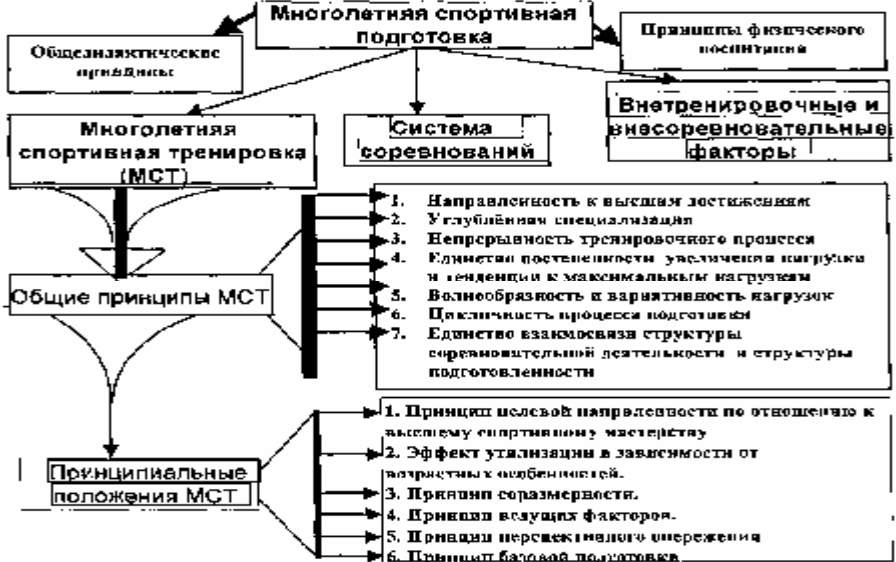 Многолетняя спортивная
подготовка
Общедидактические
принципы
Принципы физического
воспитания
Многолетняя
спортивная тренировка
(МСТ)
Система
соревнований
Внетренировочные и
внесоревновательные
факторы
Общие принципы МСТ
1. Направленность к высшим достижениям
2. Углублённая специализация
3. Непрерывность тренировочного процесса
4. Единство постепенности увеличения нагрузки
и тенденции к максимальным нагрузкам
5. Волнообразность и вариативность нагрузок
6. Цикличность процесса подготовки
7. Единство взаимосвязи структуры
соревновательной деятельности и структуры
подготовленности
Принципиальные
положения МСТ
1. Принцип целевой направленности по отношению к
высшему спортивному мастерству
2. Эффект утилизации в зависимости от
возрастных особенностей.
3. Принцип соразмерности.
4. Принцип ведущих факторов.
5. Принцип перспективного опережения
6. Принцип базовой подготовки